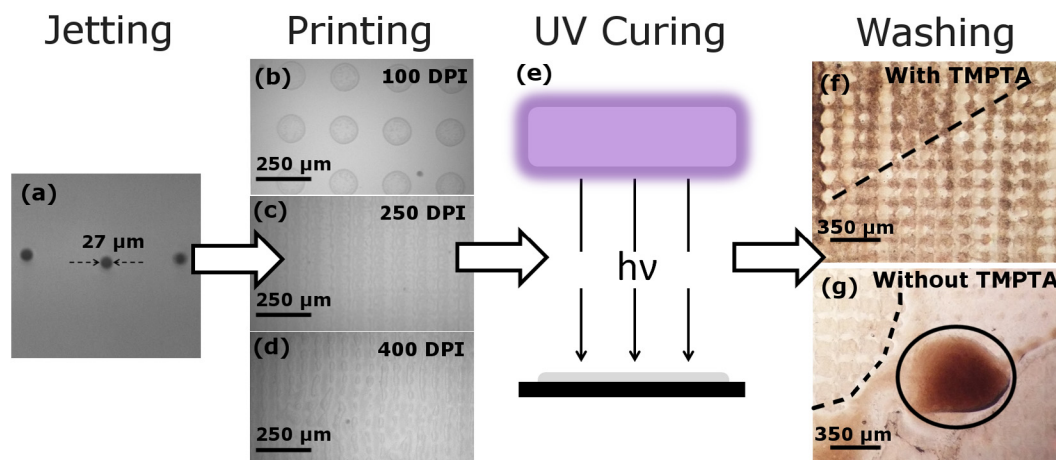 Jetting
Printing
UV Curing
Washing
(a)
27 µm
(b)
100 DPI
250 µm
(c)
250 DPI
250 µm
(d)
400 DPI
250 µm
(e)
hν
(f)
With TMPTA
350 µm
(g)
Without TMPTA
350 µm